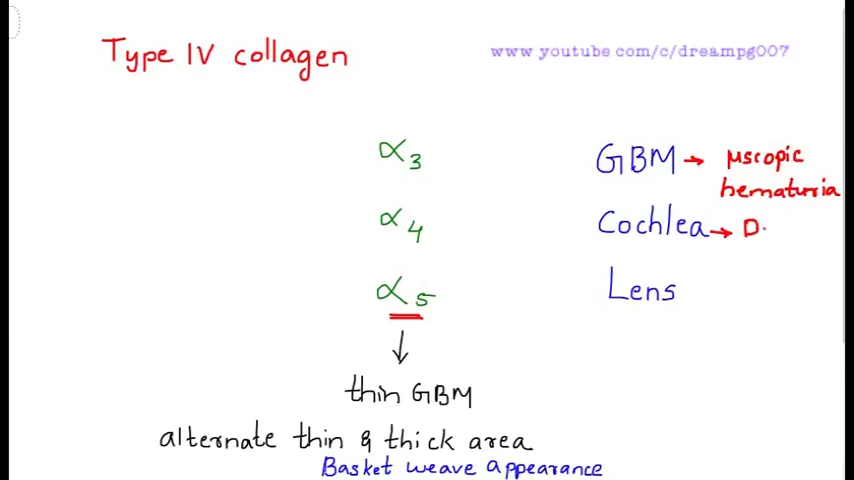 Type IV collagen
www.youtube.com/c/dreampg007
α3
GBM → μscopic
hematuria
α4
Cochlea → D
α5
Lens
↓
thin GBM
alternate thin & thick area
Basket weave appearance